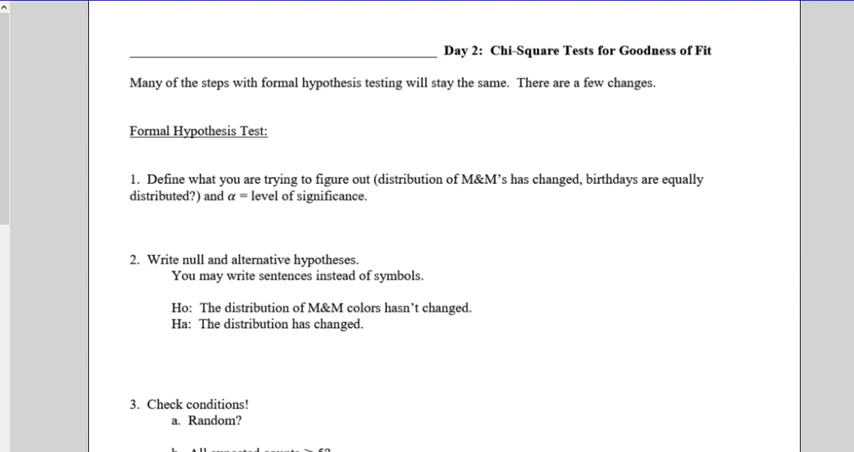 Day 2: Chi-Square Tests for Goodness of Fit
Many of the steps with formal hypothesis testing will stay the same. There are a few changes.
Formal Hypothesis Test:
1. Define what you are trying to figure out (distribution of M&M's has changed, birthdays are equally
distributed?) and α = level of significance.
2. Write null and alternative hypotheses.
You may write sentences instead of symbols.
Ho: The distribution of M&M colors hasn't changed.
Ha: The distribution has changed.
3. Check conditions!
a. Random?